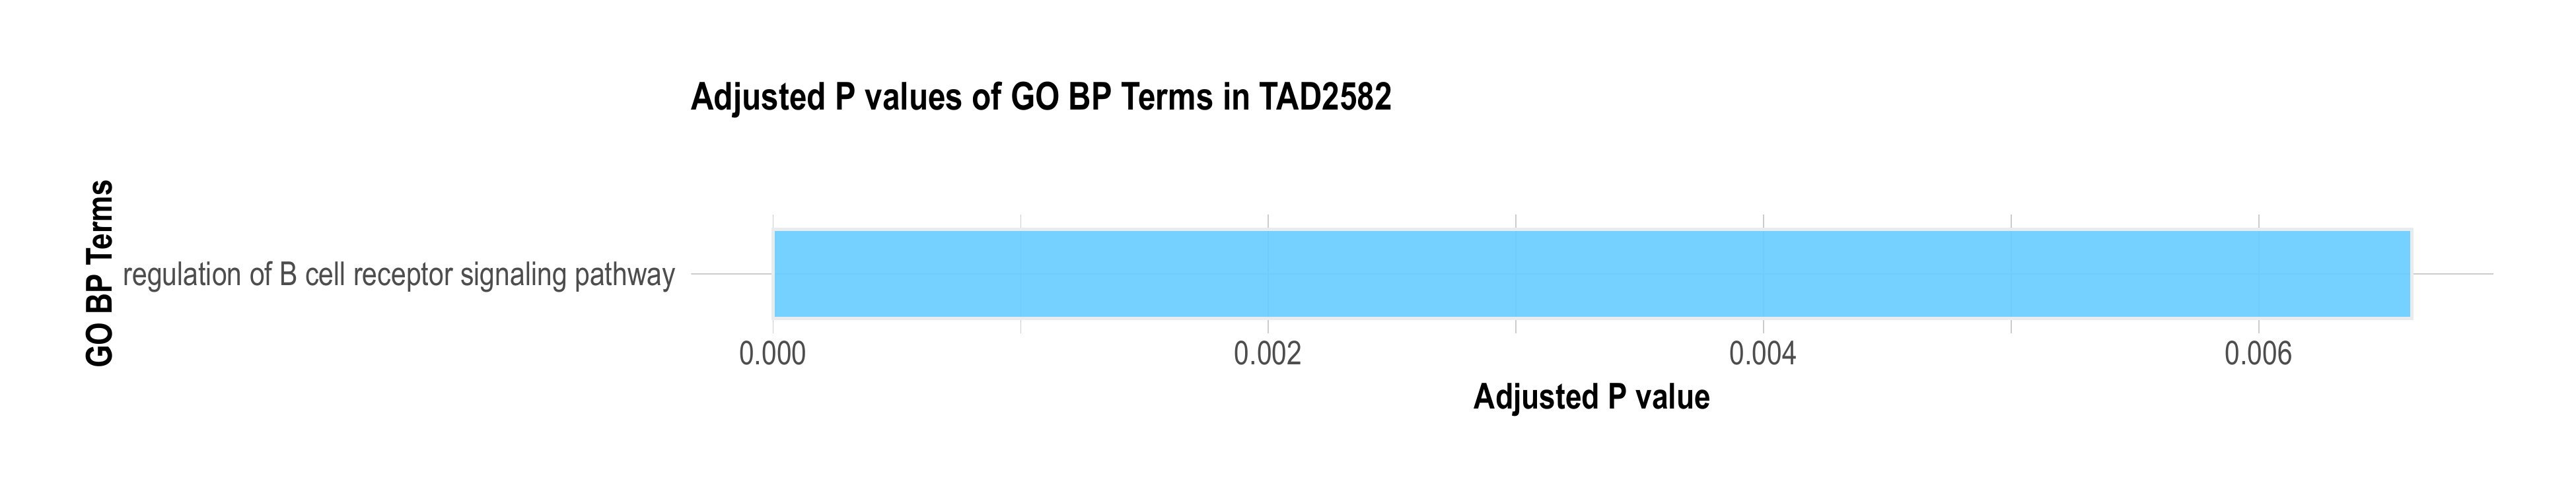 Adjusted P values of GO BP Terms in TAD2582
GO BP Terms
regulation of B cell receptor signaling pathway
0.000 0.002 0.004 0.006
Adjusted P value